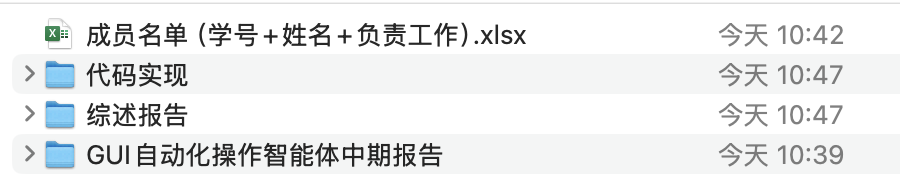 成员名单（学号+姓名+负责工作）.xlsx 今天 10:42
代码实现 今天 10:47
综述报告 今天 10:47
GUI自动化操作智能体中期报告 今天 10:39